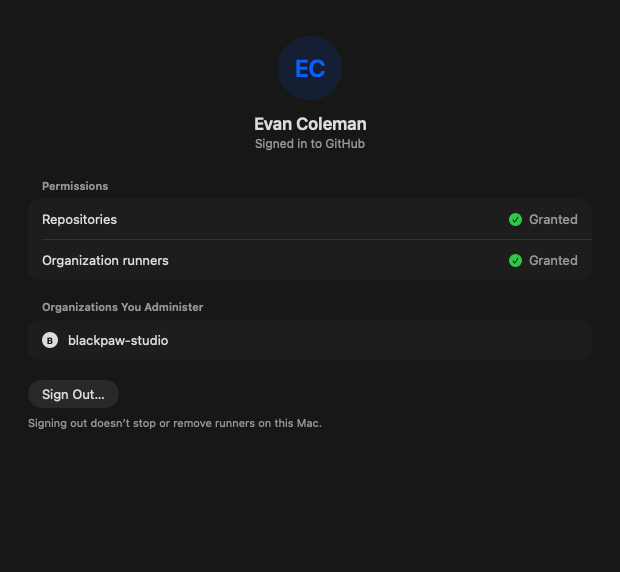 EC
Evan Coleman
Signed in to GitHub
Permissions
Repositories
Granted
Organization runners
Granted
Organizations You Administer
B
blackpaw-studio
Sign Out...
Signing out doesn’t stop or remove runners on this Mac.